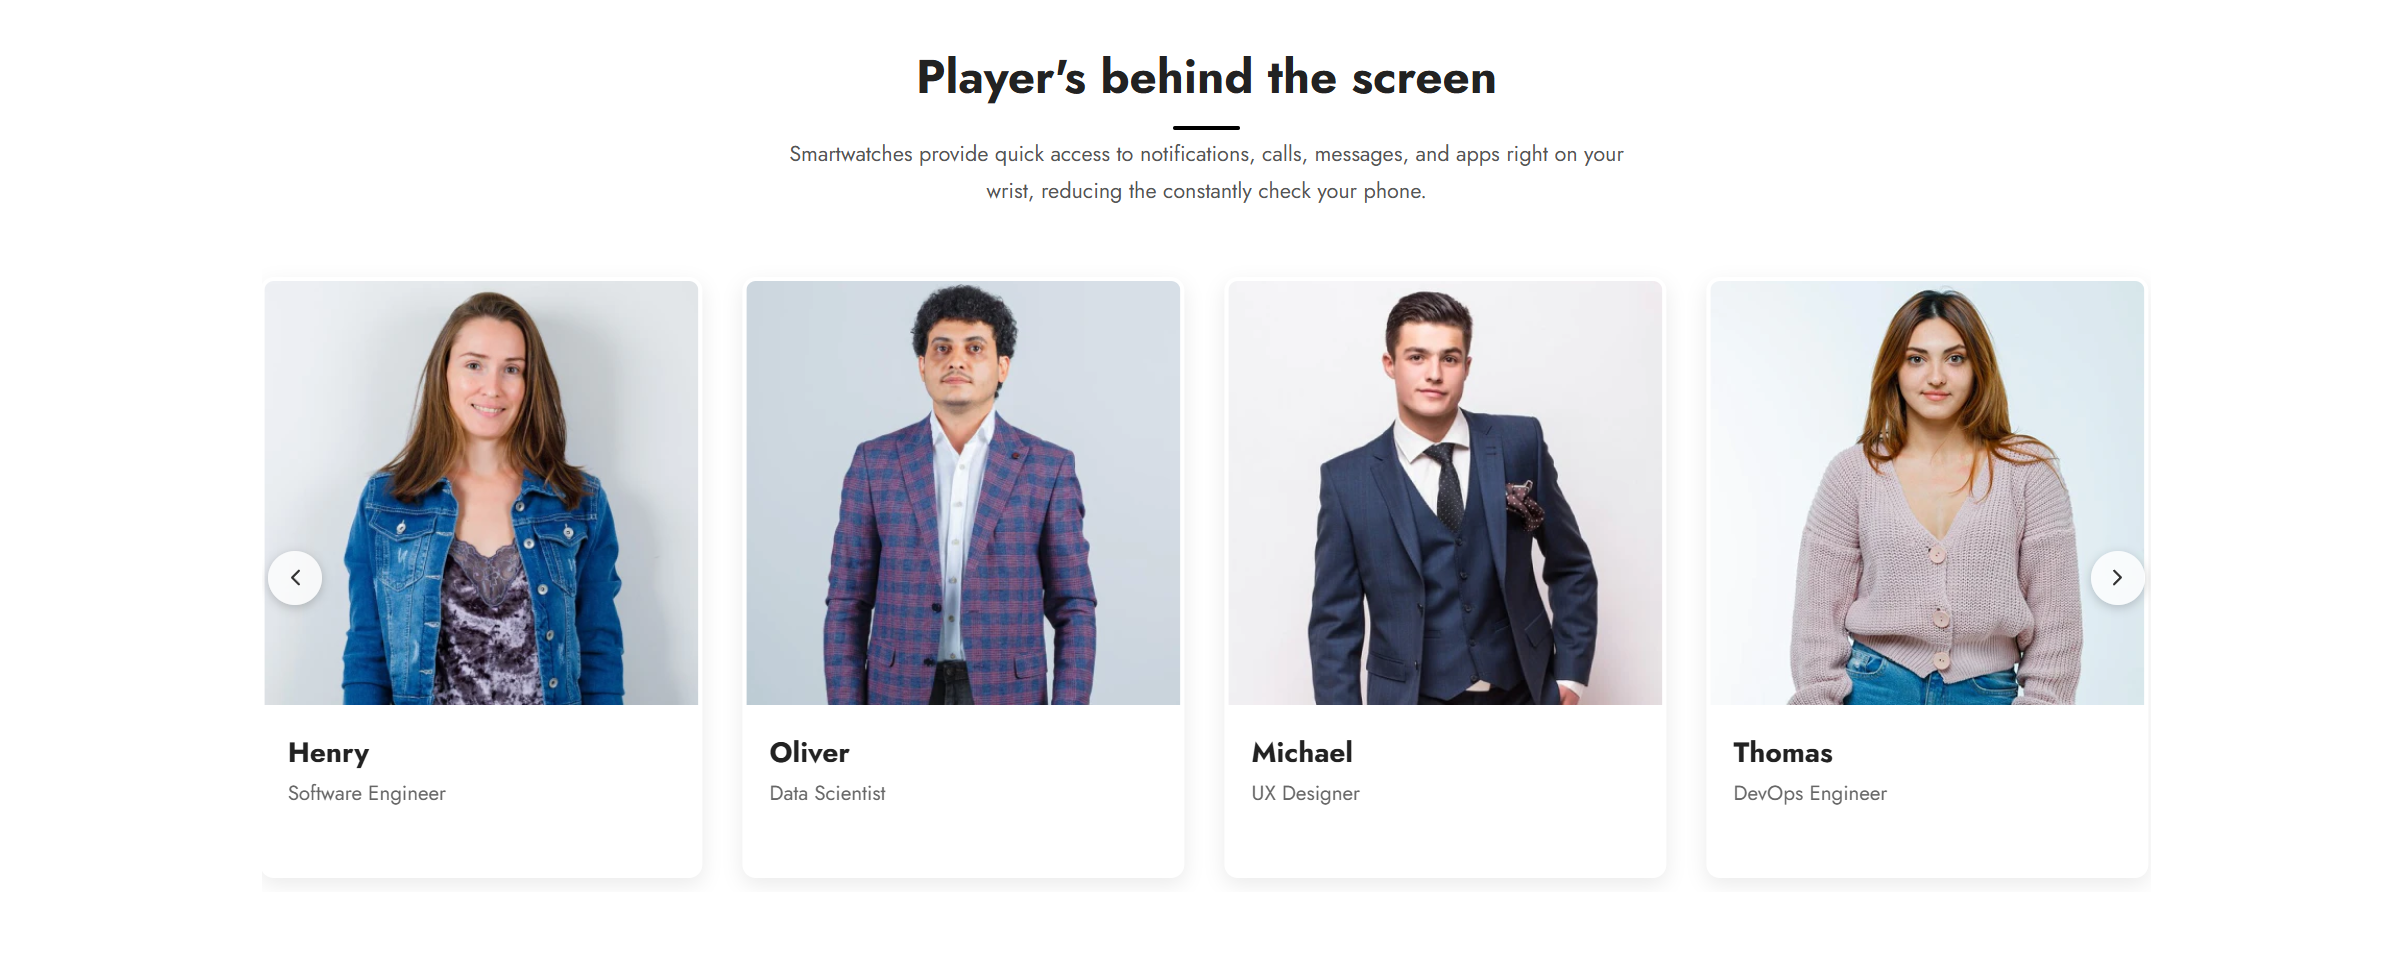 Player's behind the screen
Smartwatches provide quick access to notifications, calls, messages, and apps right on your
wrist, reducing the constantly check your phone.
Henry
Software Engineer
Oliver
Data Scientist
Michael
UX Designer
Thomas
DevOps Engineer